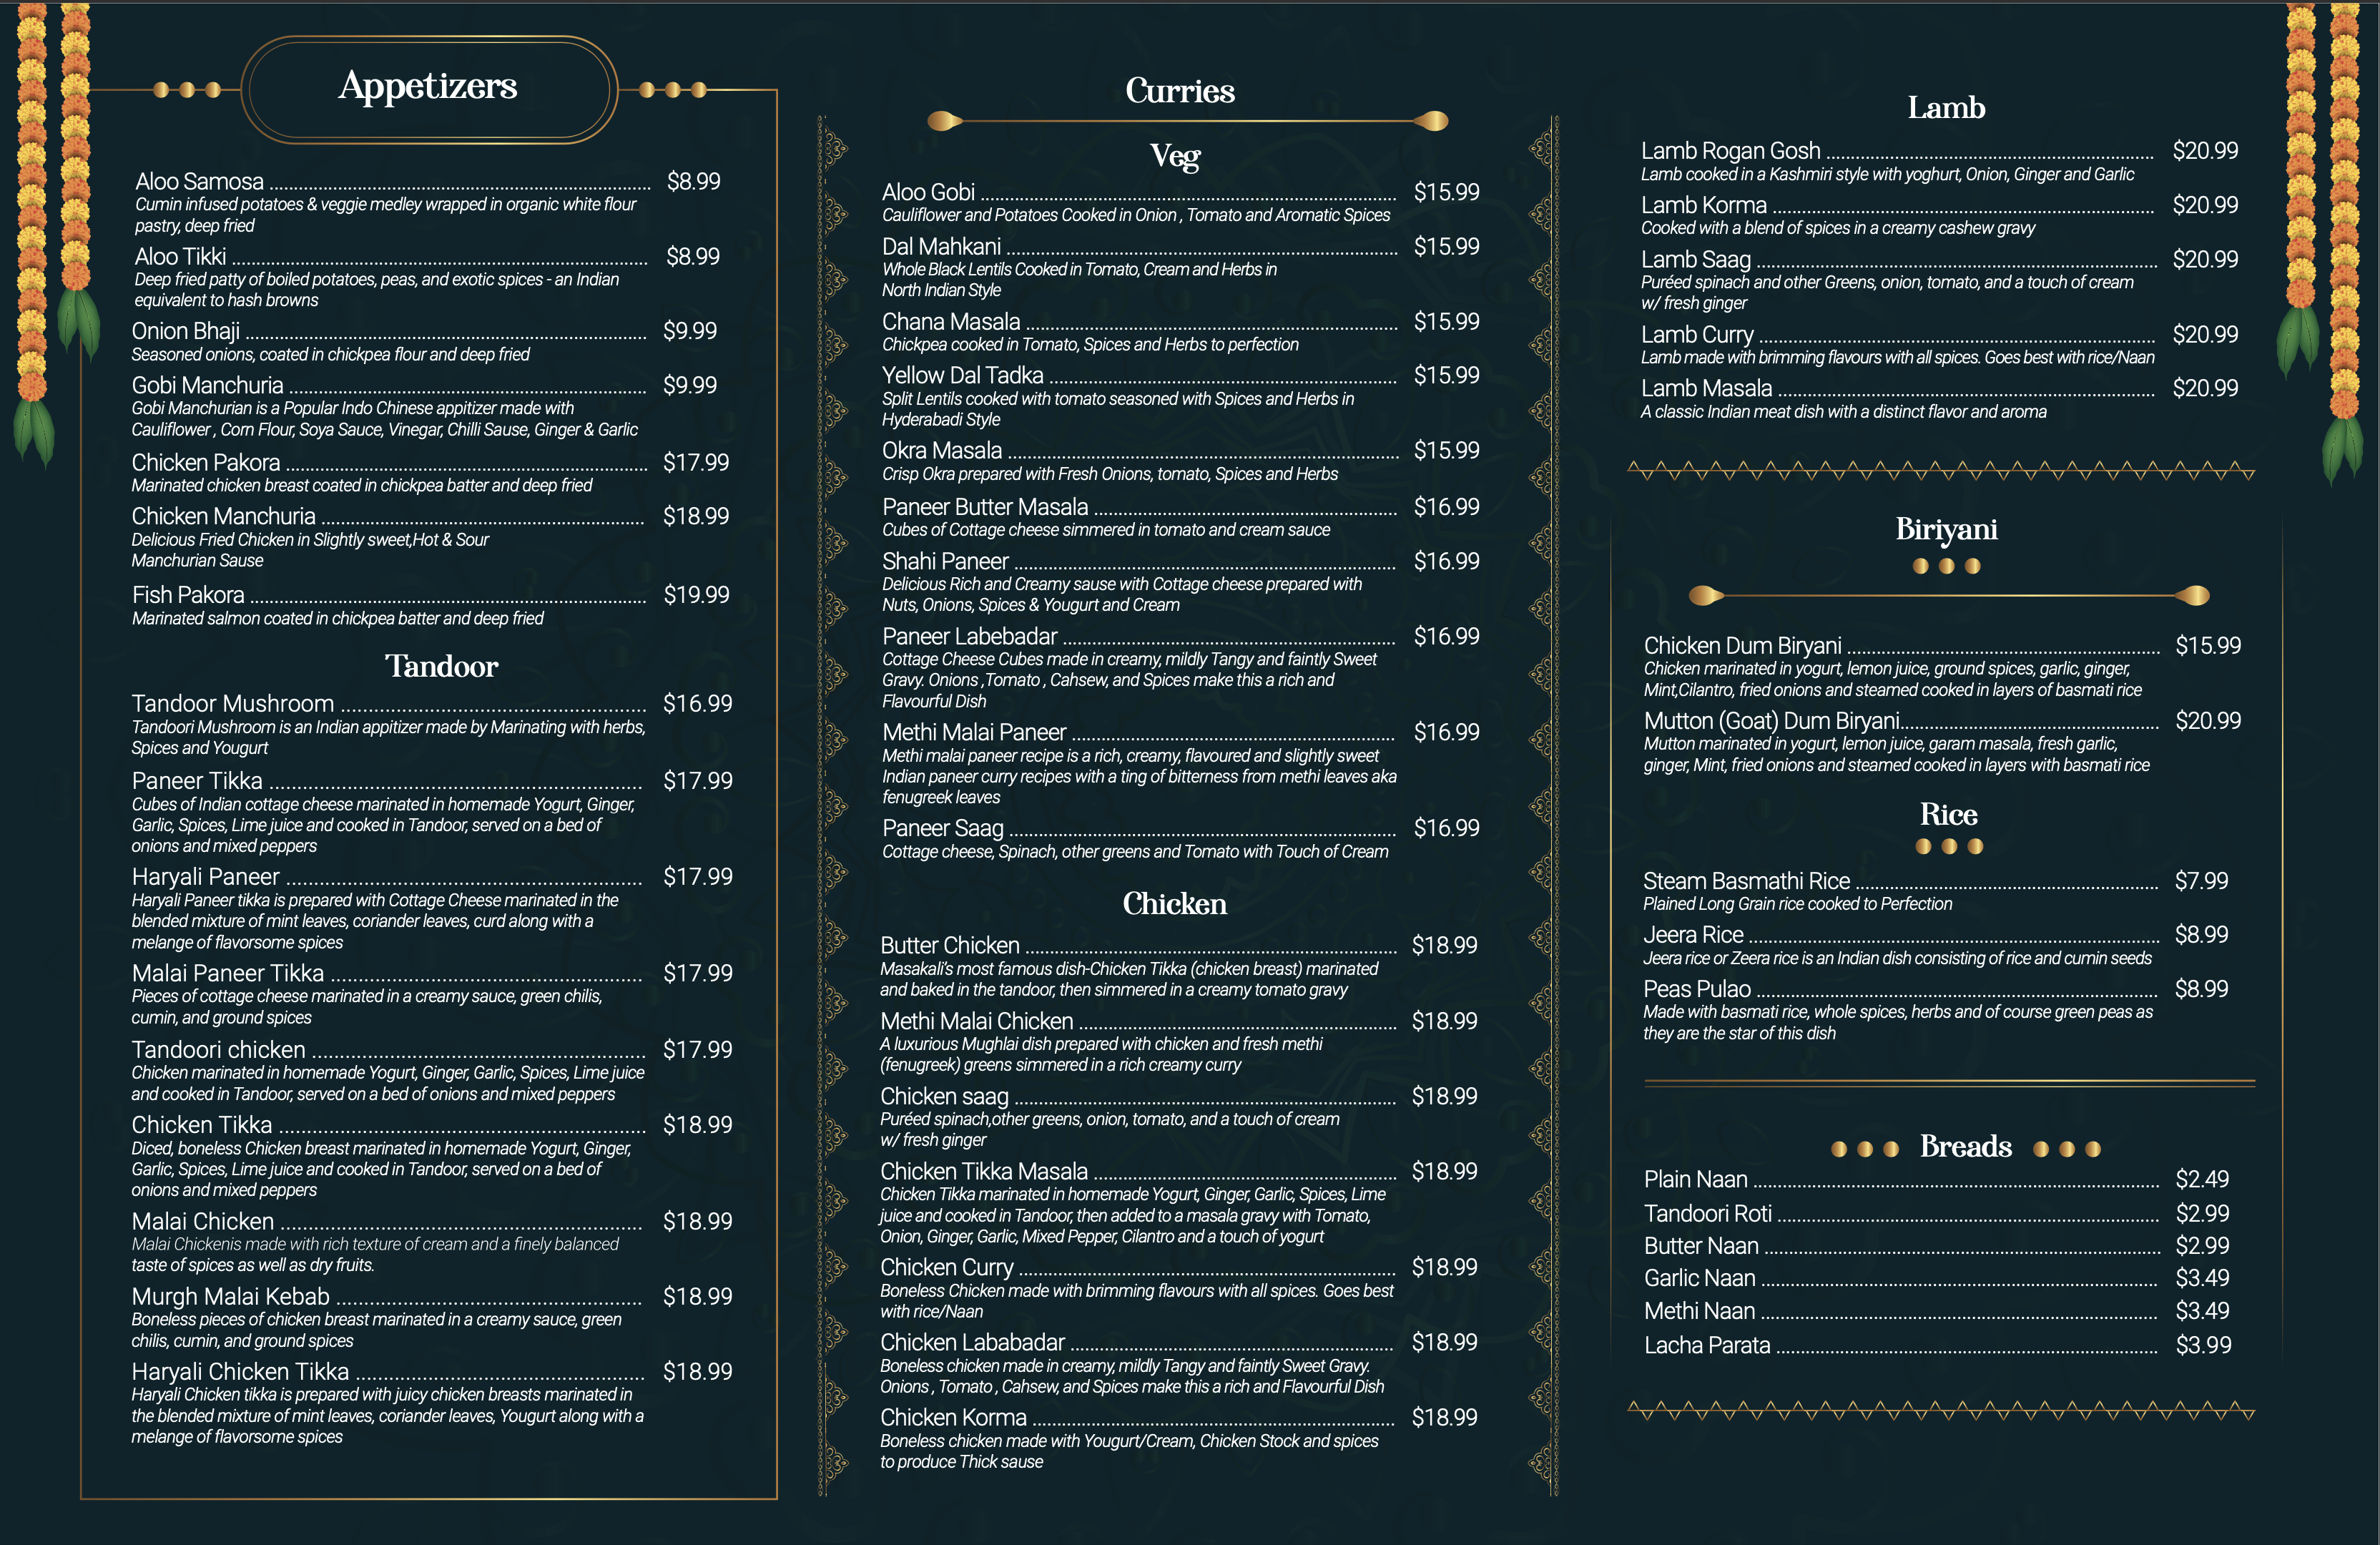 Appetizers
Aloo Samosa ........ $8.99
Cumin infused potatoes & veggie medley wrapped in organic white flour
pastry, deep fried
Aloo Tikki ........ $8.99
Deep fried patty of boiled potatoes, peas, and exotic spices - an Indian
equivalent to hash browns
Onion Bhaji ........ $9.99
Seasoned onions, coated in chickpea flour and deep fried
Gobi Manchuria ........ $9.99
Gobi Manchurian is a Popular Indo Chinese appitizer made with
Cauliflower , Corn Flour, Soya Sauce, Vinegar, Chilli Sause, Ginger & Garlic
Chicken Pakora ........ $17.99
Marinated chicken breast coated in chickpea batter and deep fried
Chicken Manchuria ........ $18.99
Delicious Fried Chicken in Slightly sweet,Hot & Sour
Manchurian Sause
Fish Pakora ........ $19.99
Marinated salmon coated in chickpea batter and deep fried
Tandoor
Tandoor Mushroom ........ $16.99
Tandoori Mushroom is an Indian appitizer made by Marinating with herbs,
Spices and Yougurt
Paneer Tikka ........ $17.99
Cubes of Indian cottage cheese marinated in homemade Yogurt, Ginger,
Garlic, Spices, Lime juice and cooked in Tandoor, served on a bed of
onions and mixed peppers
Haryali Paneer ........ $17.99
Haryali Paneer tikka is prepared with Cottage Cheese marinated in the
blended mixture of mint leaves, coriander leaves, curd along with a
melange of flavorsome spices
Malai Paneer Tikka ........ $17.99
Pieces of cottage cheese marinated in a creamy sauce, green chilis,
cumin, and ground spices
Tandoori chicken ........ $17.99
Chicken marinated in homemade Yogurt, Ginger, Garlic, Spices, Lime juice
and cooked in Tandoor, served on a bed of onions and mixed peppers
Chicken Tikka ........ $18.99
Diced, boneless Chicken breast marinated in homemade Yogurt, Ginger,
Garlic, Spices, Lime juice and cooked in Tandoor, served on a bed of
onions and mixed peppers
Malai Chicken ........ $18.99
Malai Chickenis made with rich texture of cream and a finely balanced
taste of spices as well as dry fruits.
Murgh Malai Kebab ........ $18.99
Boneless pieces of chicken breast marinated in a creamy sauce, green
chilis, cumin, and ground spices
Haryali Chicken Tikka ........ $18.99
Haryali Chicken tikka is prepared with juicy chicken breasts marinated in
the blended mixture of mint leaves, coriander leaves, Yougurt along with a
melange of flavorsome spices
Curries
Veg
Aloo Gobi ........ $15.99
Cauliflower and Potatoes Cooked in Onion , Tomato and Aromatic Spices
Dal Mahkani ........ $15.99
Whole Black Lentils Cooked in Tomato, Cream and Herbs in
North Indian Style
Chana Masala ........ $15.99
Chickpea cooked in Tomato, Spices and Herbs to perfection
Yellow Dal Tadka ........ $15.99
Split Lentils cooked with tomato seasoned with Spices and Herbs in
Hyderabadi Style
Okra Masala ........ $15.99
Crisp Okra prepared with Fresh Onions, tomato, Spices and Herbs
Paneer Butter Masala ........ $16.99
Cubes of Cottage cheese simmered in tomato and cream sauce
Shahi Paneer ........ $16.99
Delicious Rich and Creamy sauce with Cottage cheese prepared with
Nuts, Onions, Spices & Yougurt and Cream
Paneer Labebadar ........ $16.99
Cottage Cheese Cubes made in creamy, mildly Tangy and faintly Sweet
Gravy. Onions ,Tomato , Cahsew, and Spices make this a rich and
Flavourful Dish
Methi Malai Paneer ........ $16.99
Methi malai paneer recipe is a rich, creamy, flavoured and slightly sweet
Indian paneer curry recipes with a ting of bitterness from methi leaves aka
fenugreek leaves
Paneer Saag ........ $16.99
Cottage cheese, Spinach, other greens and Tomato with Touch of Cream
Chicken
Butter Chicken ........ $18.99
Masakali's most famous dish-Chicken Tikka (chicken breast) marinated
and baked in the tandoor, then simmered in a creamy tomato gravy
Methi Malai Chicken ........ $18.99
A luxurious Mughlai dish prepared with chicken and fresh methi
(fenugreek) greens simmered in a rich creamy curry
Chicken saag ........ $18.99
Puréed spinach,other greens, onion, tomato, and a touch of cream
w/ fresh ginger
Chicken Tikka Masala ........ $18.99
Chicken Tikka marinated in homemade Yogurt, Ginger, Garlic, Spices, Lime
juice and cooked in Tandoor, then added to a masala gravy with Tomato,
Onion, Ginger, Garlic, Mixed Pepper, Cilantro and a touch of yogurt
Chicken Curry ........ $18.99
Boneless Chicken made with brimming flavours with all spices. Goes best
with rice/Naan
Chicken Lababadar ........ $18.99
Boneless chicken made in creamy, mildly Tangy and faintly Sweet Gravy.
Onions , Tomato , Cahsew, and Spices make this a rich and Flavourful Dish
Chicken Korma ........ $18.99
Boneless chicken made with Yougurt/Cream, Chicken Stock and spices
to produce Thick sause
Lamb
Lamb Rogan Gosh ........ $20.99
Lamb cooked in a Kashmiri style with yoghurt, Onion, Ginger and Garlic
Lamb Korma ........ $20.99
Cooked with a blend of spices in a creamy cashew gravy
Lamb Saag ........ $20.99
Puréed spinach and other Greens, onion, tomato, and a touch of cream
w/ fresh ginger
Lamb Curry ........ $20.99
Lamb made with brimming flavours with all spices. Goes best with rice/Naan
Lamb Masala ........ $20.99
A classic Indian meat dish with a distinct flavor and aroma
Biriyani
Chicken Dum Biryani ........ $15.99
Chicken marinated in yogurt, lemon juice, ground spices, garlic, ginger,
Mint,Cilantro, fried onions and steamed cooked in layers of basmati rice
Mutton (Goat) Dum Biryani........ $20.99
Mutton marinated in yogurt, lemon juice, garam masala, fresh garlic,
ginger, Mint, fried onions and steamed cooked in layers with basmati rice
Rice
Steam Basmathi Rice ........ $7.99
Plained Long Grain rice cooked to Perfection
Jeera Rice ........ $8.99
Jeera rice or Zeera rice is an Indian dish consisting of rice and cumin seeds
Peas Pulao ........ $8.99
Made with basmati rice, whole spices, herbs and of course green peas as
they are the star of this dish
Breads
Plain Naan ........ $2.49
Tandoori Roti ........ $2.99
Butter Naan ........ $2.99
Garlic Naan ........ $3.49
Methi Naan ........ $3.49
Lacha Parata ........ $3.99